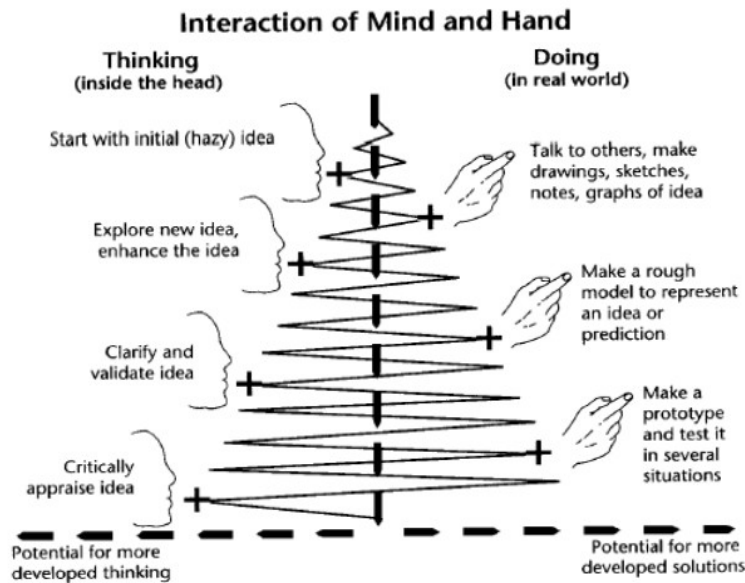 Interaction of Mind and Hand
Thinking
(inside the head)
Doing
(in real world)
Start with initial (hazy) idea
Talk to others, make
drawings, sketches,
notes, graphs of idea
Explore new idea,
enhance the idea
Make a rough
model to represent
an idea or
prediction
Clarify and
validate idea
Make a
prototype
and test it
in several
situations
Critically
appraise idea
Potential for more
developed thinking
Potential for more
developed solutions